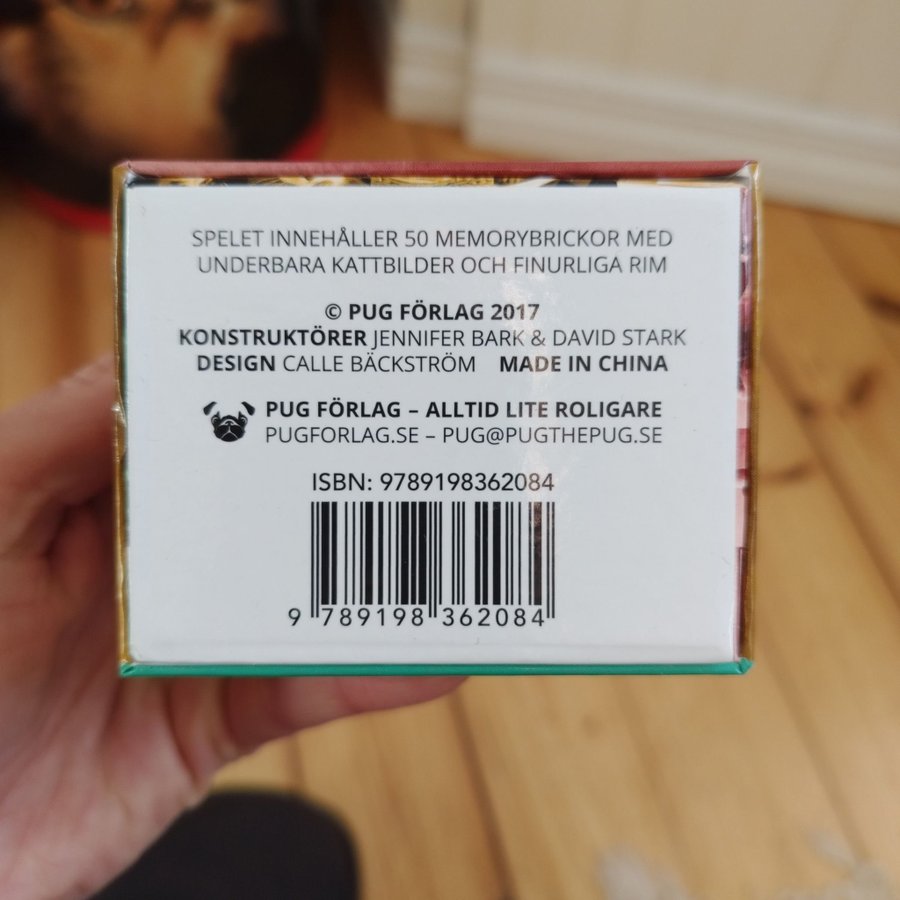 SPELET INNEHÅLLER 50 MEMORYBRICKOR MED
UNDERBARA KATTBILDER OCH FINURLIGA RIM
© PUG FÖRLAG 2017
KONSTRUKTÖRER JENNIFER BARK & DAVID STARK
DESIGN CALLE BÄCKSTRÖM MADE IN CHINA
PUG FÖRLAG – ALLTID LITE ROLIGARE
PUGFORLAG.SE – PUG@PUGTHEPUG.SE
ISBN: 9789198362084
9 789198 362084